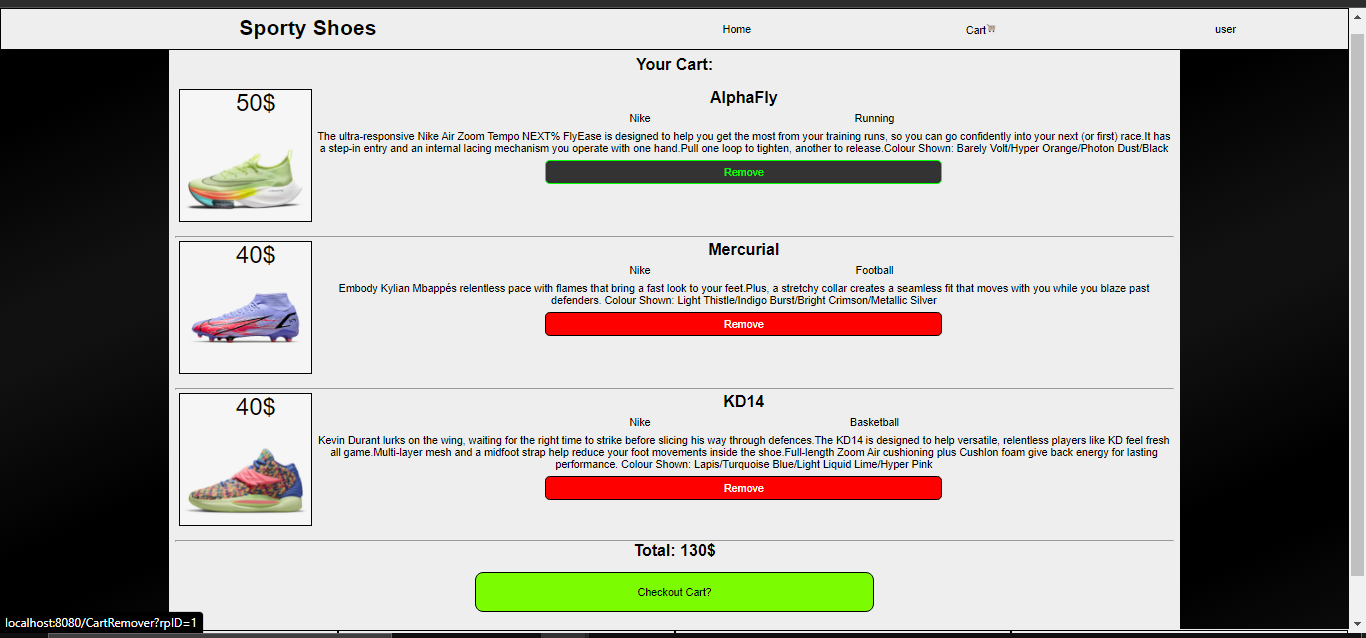 Sporty Shoes
Home
Cart
user
Your Cart:
50$
AlphaFly
Nike
Running
The ultra-responsive Nike Air Zoom Tempo NEXT% FlyEase is designed to help you get the most from your training runs, so you can go confidently into your next (or first) race.It has
a step-in entry and an internal lacing mechanism you operate with one hand.Pull one loop to tighten, another to release.Colour Shown: Barely Volt/Hyper Orange/Photon Dust/Black
Remove
40$
Mercurial
Nike
Football
Embody Kylian Mbappés relentless pace with flames that bring a fast look to your feet.Plus, a stretchy collar creates a seamless fit that moves with you while you blaze past
defenders. Colour Shown: Light Thistle/Indigo Burst/Bright Crimson/Metallic Silver
Remove
40$
KD14
Nike
Basketball
Kevin Durant lurks on the wing, waiting for the right time to strike before slicing his way through defences.The KD14 is designed to help versatile, relentless players like KD feel fresh
all game.Multi-layer mesh and a midfoot strap help reduce your foot movements inside the shoe.Full-length Zoom Air cushioning plus Cushlon foam give back energy for lasting
performance. Colour Shown: Lapis/Turquoise Blue/Light Liquid Lime/Hyper Pink
Remove
Total: 130$
Checkout Cart?
localhost:8080/CartRemover?rpID=1